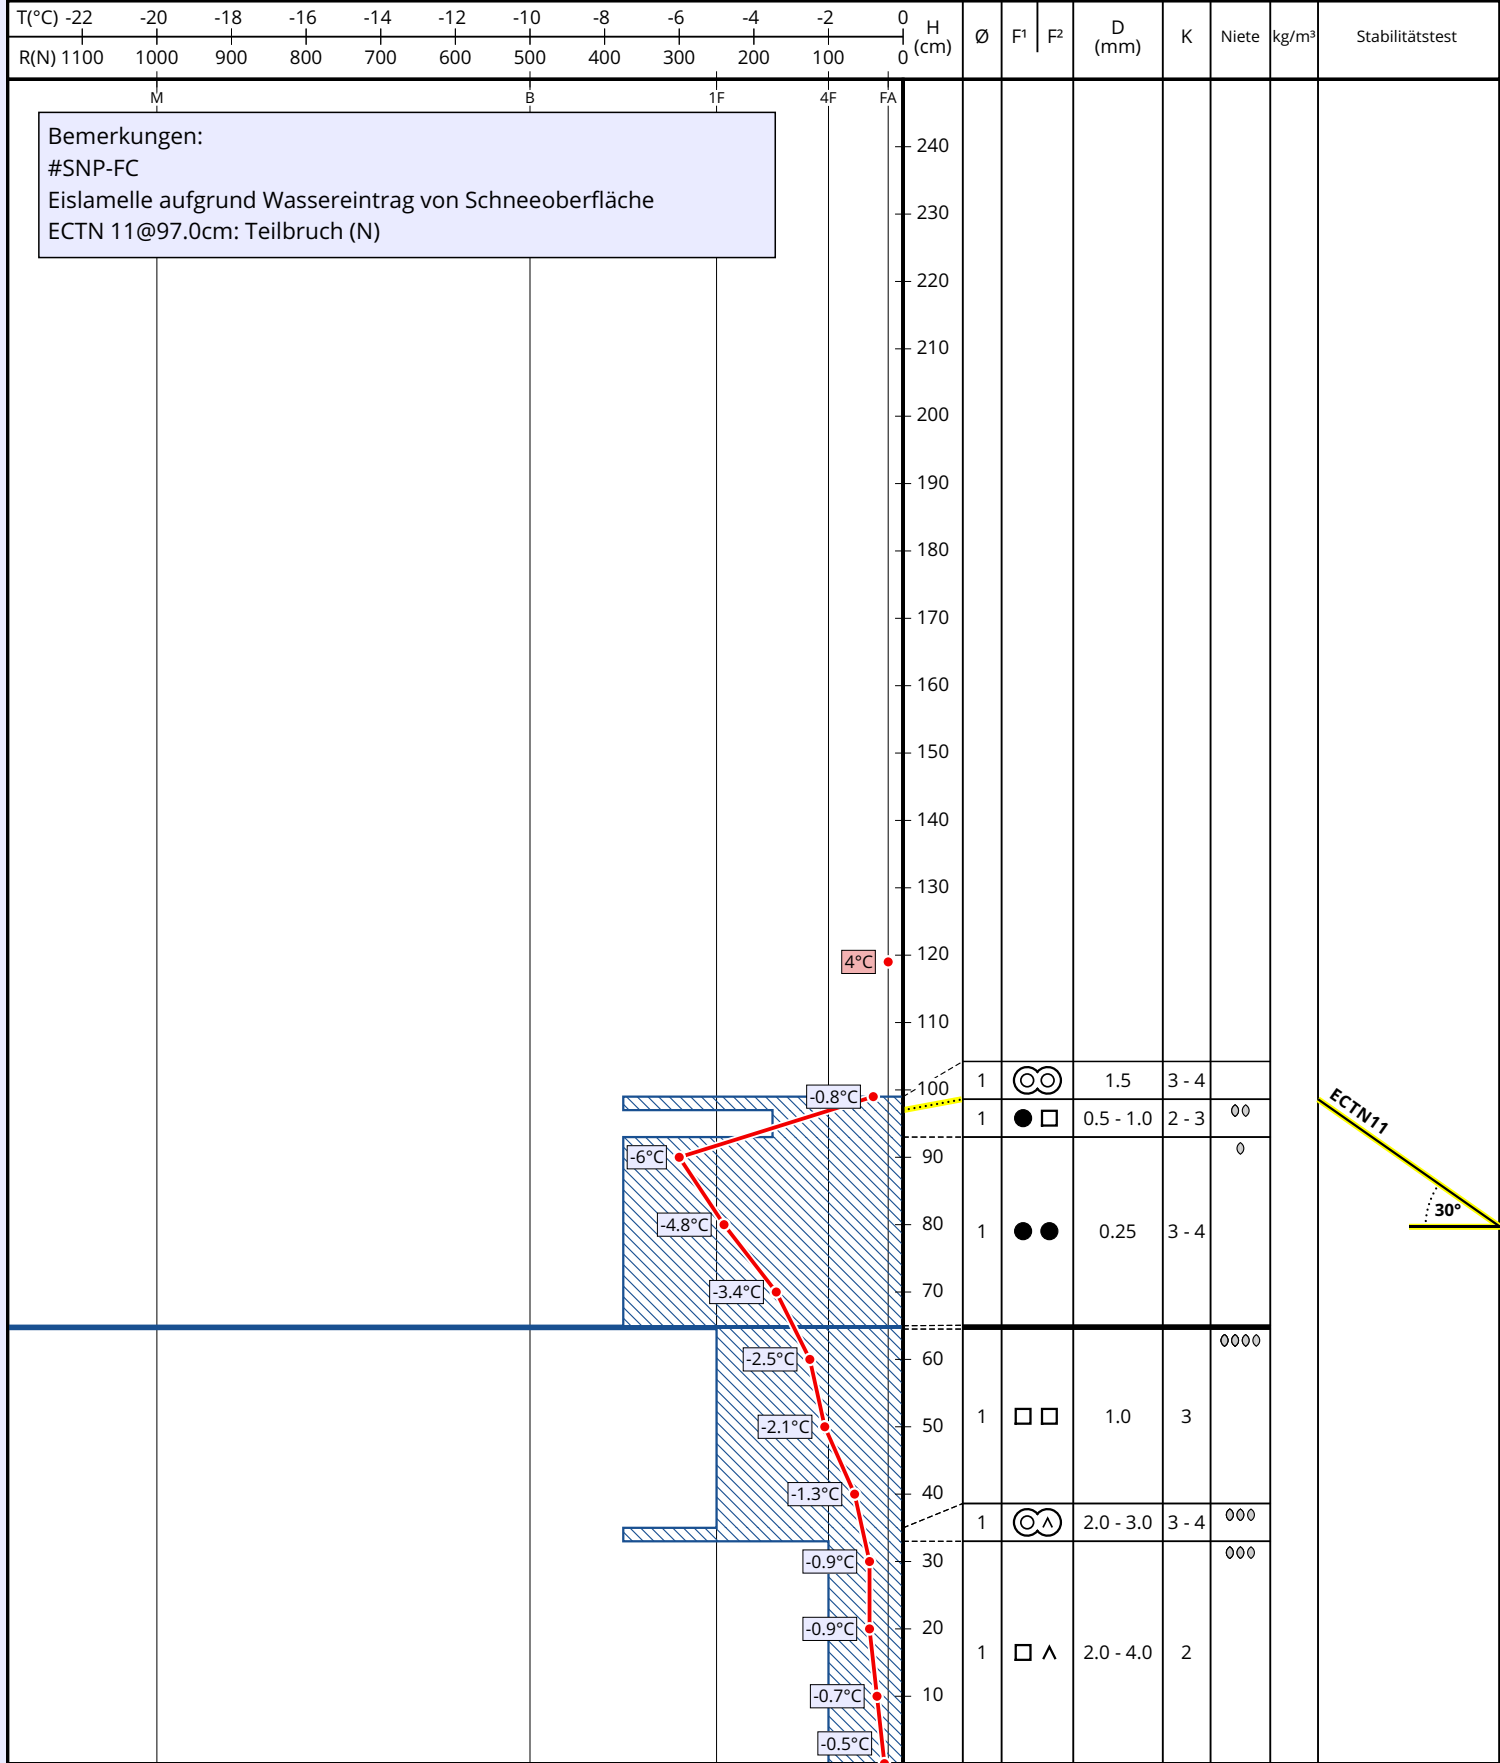 T(°C) -22 -20 -18 -16 -14 -12 -10 -8 -6 -4 -2 0
R(N) 1100 1000 900 800 700 600 500 400 300 200 100 0
H (cm) Ø F¹ F² D (mm) K Niete kg/m³ Stabilitätstest
M B 1F 4F FA
Bemerkungen:
#SNP-FC
Eislamelle aufgrund Wassereintrag von Schneeoberfläche
ECTN 11@97.0cm: Teilbruch (N)
240
230
220
210
200
190
180
170
160
150
140
130
120
4°C
110
100
-0.8°C
1 1.5 3 - 4
1 0.5 - 1.0 2 - 3
ECTN11
-6°C 90
-4.8°C 80
30°
1 0.25 3 - 4
-3.4°C 70
-2.5°C 60
1 1.0 3
-2.1°C 50
-1.3°C 40
1 2.0 - 3.0 3 - 4
-0.9°C 30
-0.9°C 20
1 2.0 - 4.0 2
-0.7°C 10
-0.5°C